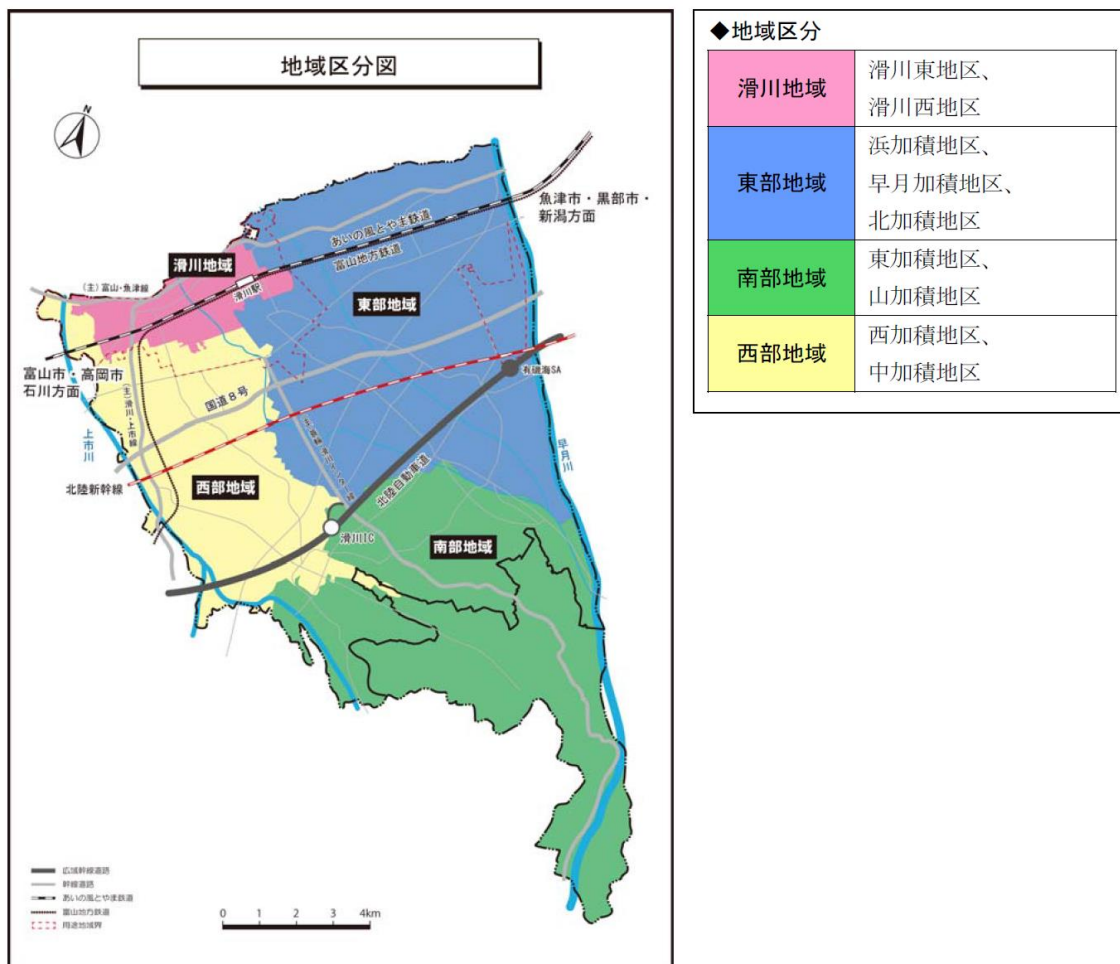 地域区分図
N
魚津市・黒部市・
新潟方面
あいの風とやま鉄道
富山地方鉄道
滑川地域
(主)富山・魚津線
滑川駅
東部地域
富山市・高岡市
石川方面
(主)滑川・上市線
国道8号
有磯海SA
上市川
早月川
北陸自動車道
北陸新幹線
西部地域
滑川IC
南部地域
広域幹線道路
幹線道路
あいの風とやま鉄道
富山地方鉄道
用途地域界
0 1 2 3 4km
◆地域区分
滑川地域
滑川東地区、
滑川西地区
東部地域
浜加積地区、
早月加積地区、
北加積地区
南部地域
東加積地区、
山加積地区
西部地域
西加積地区、
中加積地区